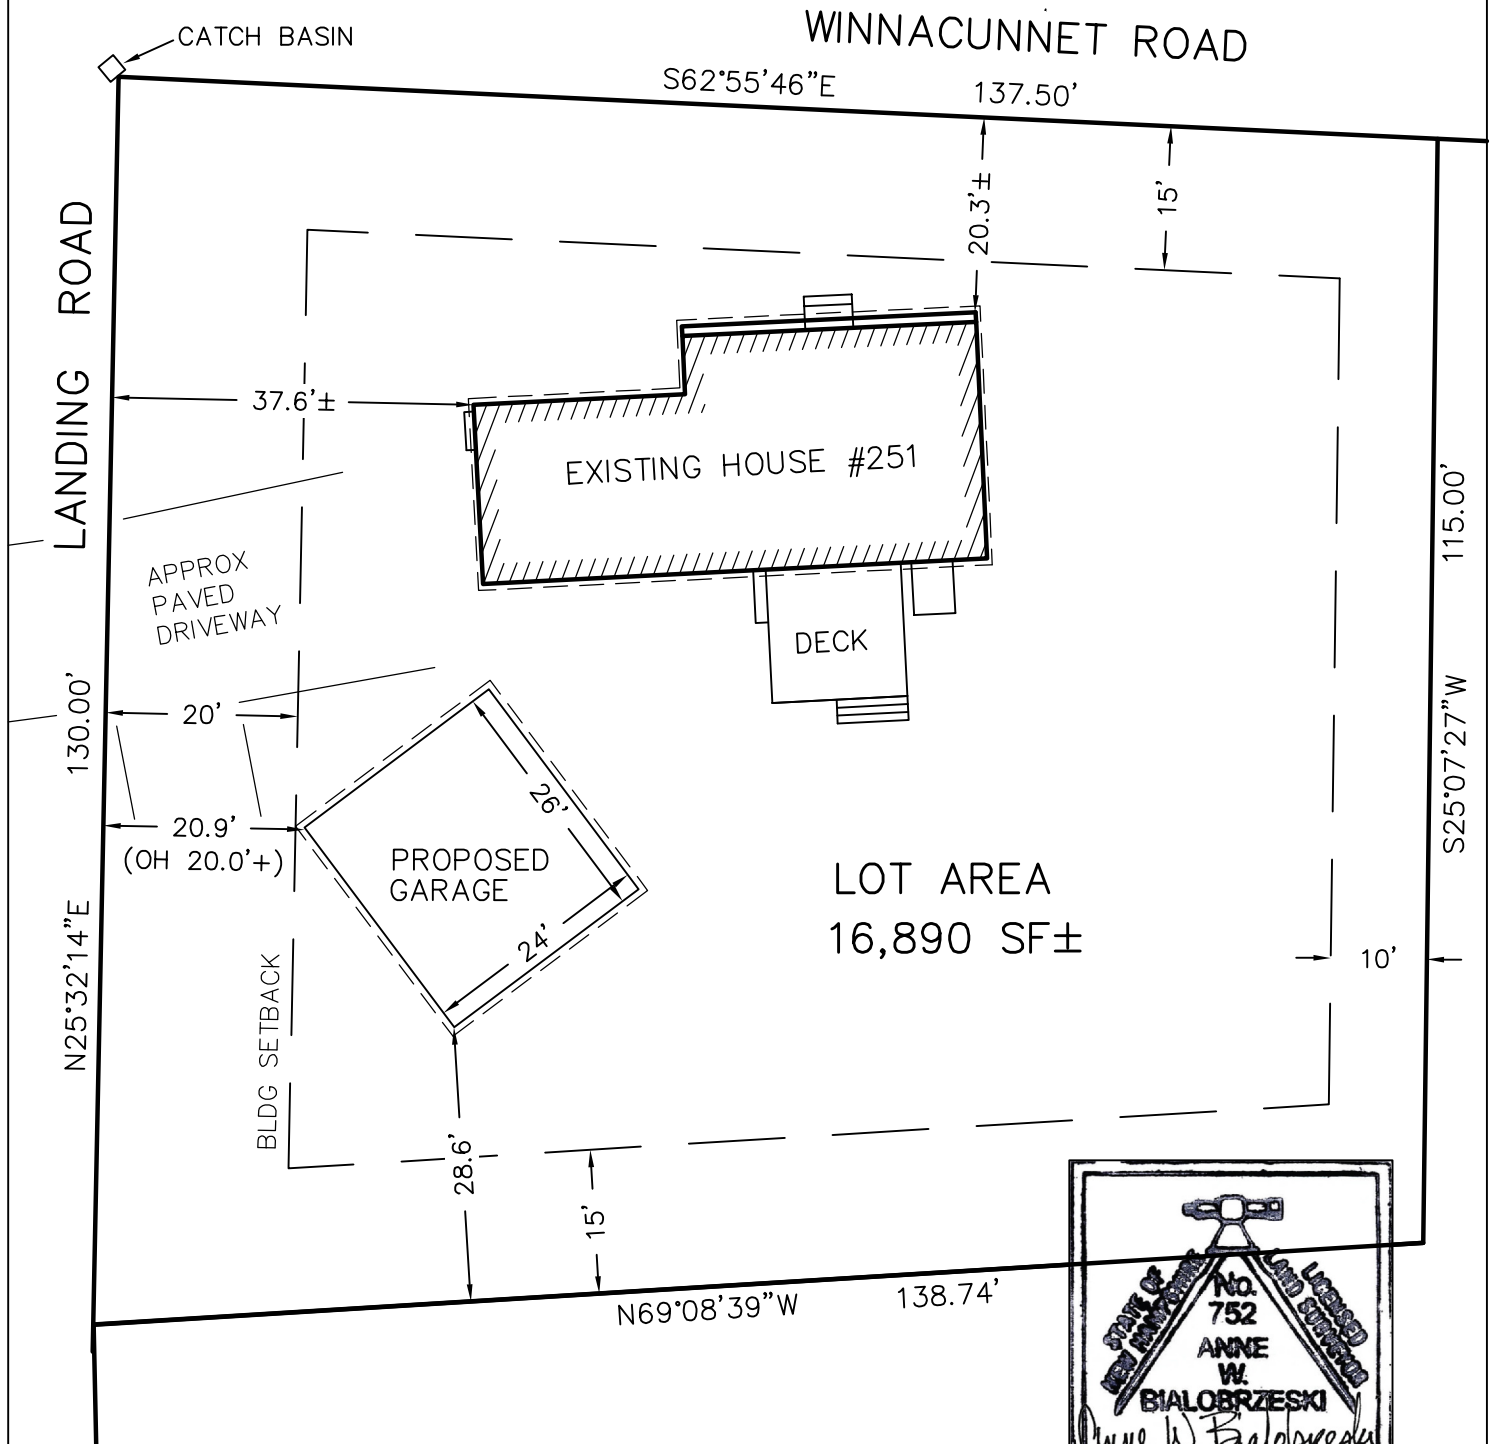 CATCH BASIN
WINNACUNNET ROAD
S62°55'46"E 137.50'
LANDING ROAD
20.3'±
15'
37.6'±
EXISTING HOUSE #251
115.00'
APPROX
PAVED
DRIVEWAY
DECK
130.00'
20'
S25°07'27"W
26'
20.9'
(OH 20.0'+)
PROPOSED
GARAGE
LOT AREA
16,890 SF±
24'
N25°32'14"E
10'
BLDG SETBACK
28.6'
15'
N69°08'39"W 138.74'
STATE OF
NEW HAMPSHIRE
LICENSED
LAND SURVEYOR
No.
752
ANNE
W.
BIALOBRZESKI
Anne W Bialobrzeski